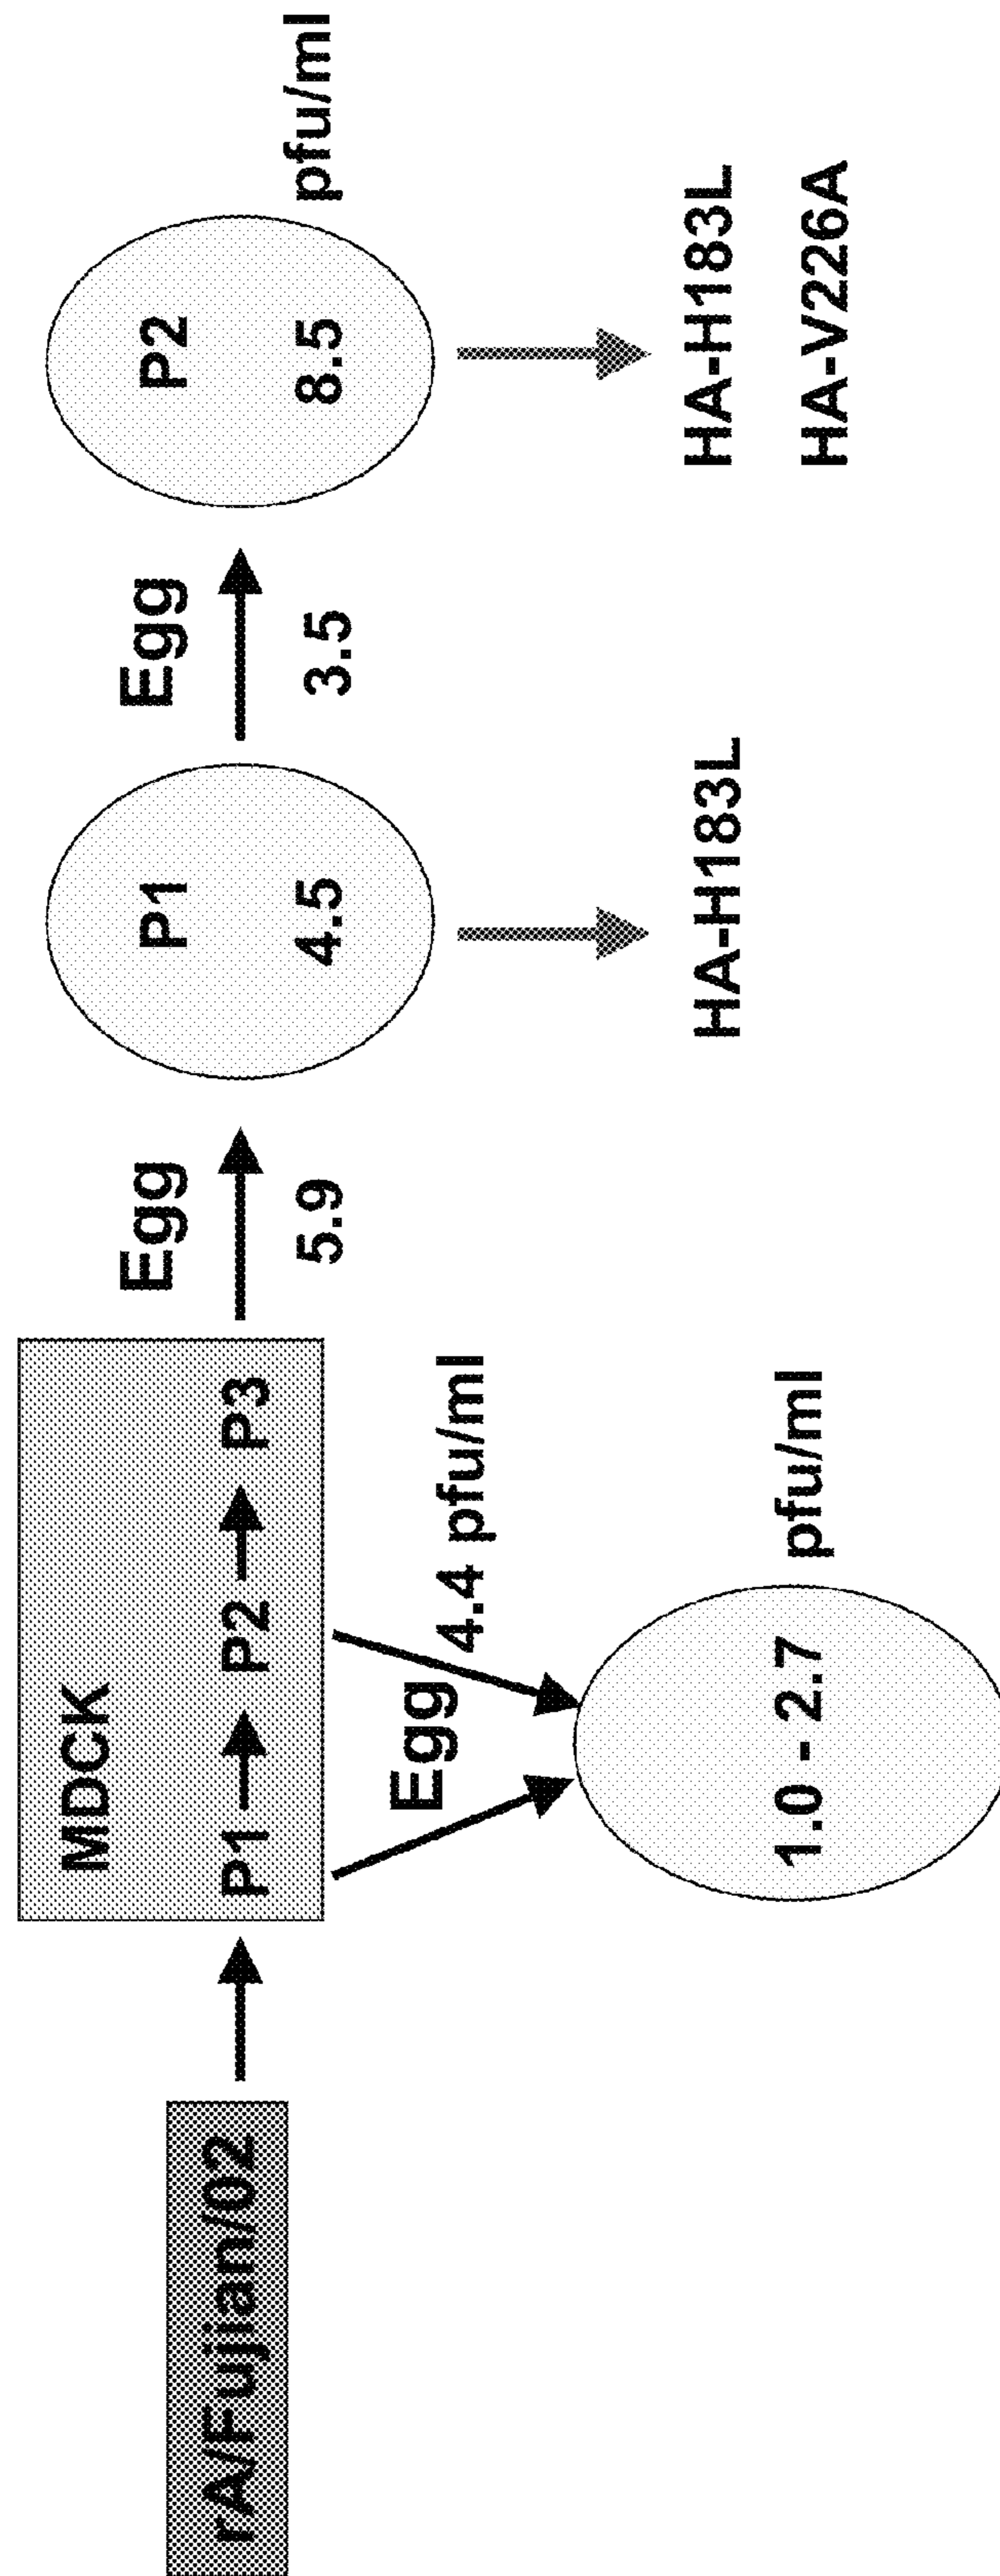 rA/Fujian/02
MDCK
P1 P2 P3
Egg
4.4 pfu/ml
1.0 - 2.7
pfu/ml
Egg
5.9
P1
4.5
HA-H183L
Egg
3.5
P2
8.5
pfu/ml
HA-H183L
HA-V226A